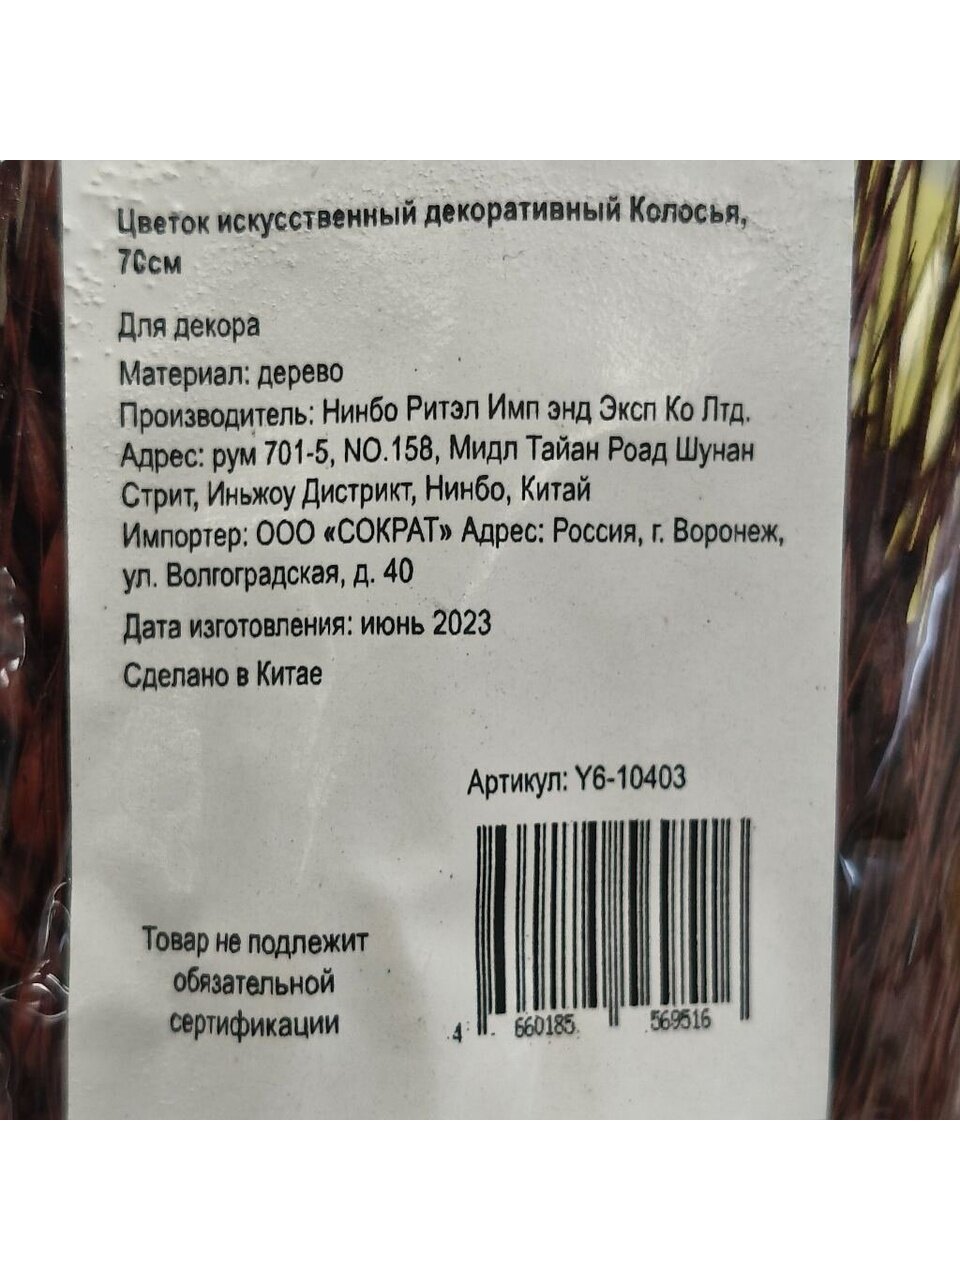 Цветок искусственный декоративный Колосья,
70см
Для декора
Материал: дерево
Производитель: Нинбо Ритэл Имп энд Эксп Ко Лтд.
Адрес: рум 701-5, NO.158, Мидл Тайан Роад Шунан
Стрит, Иньжоу Дистрикт, Нинбо, Китай
Импортер: ООО «СОКРАТ» Адрес: Россия, г. Воронеж,
ул. Волгоградская, д. 40
Дата изготовления: июнь 2023
Сделано в Китае
Артикул: Y6-10403
Товар не подлежит
обязательной
сертификации
4 660185 569516